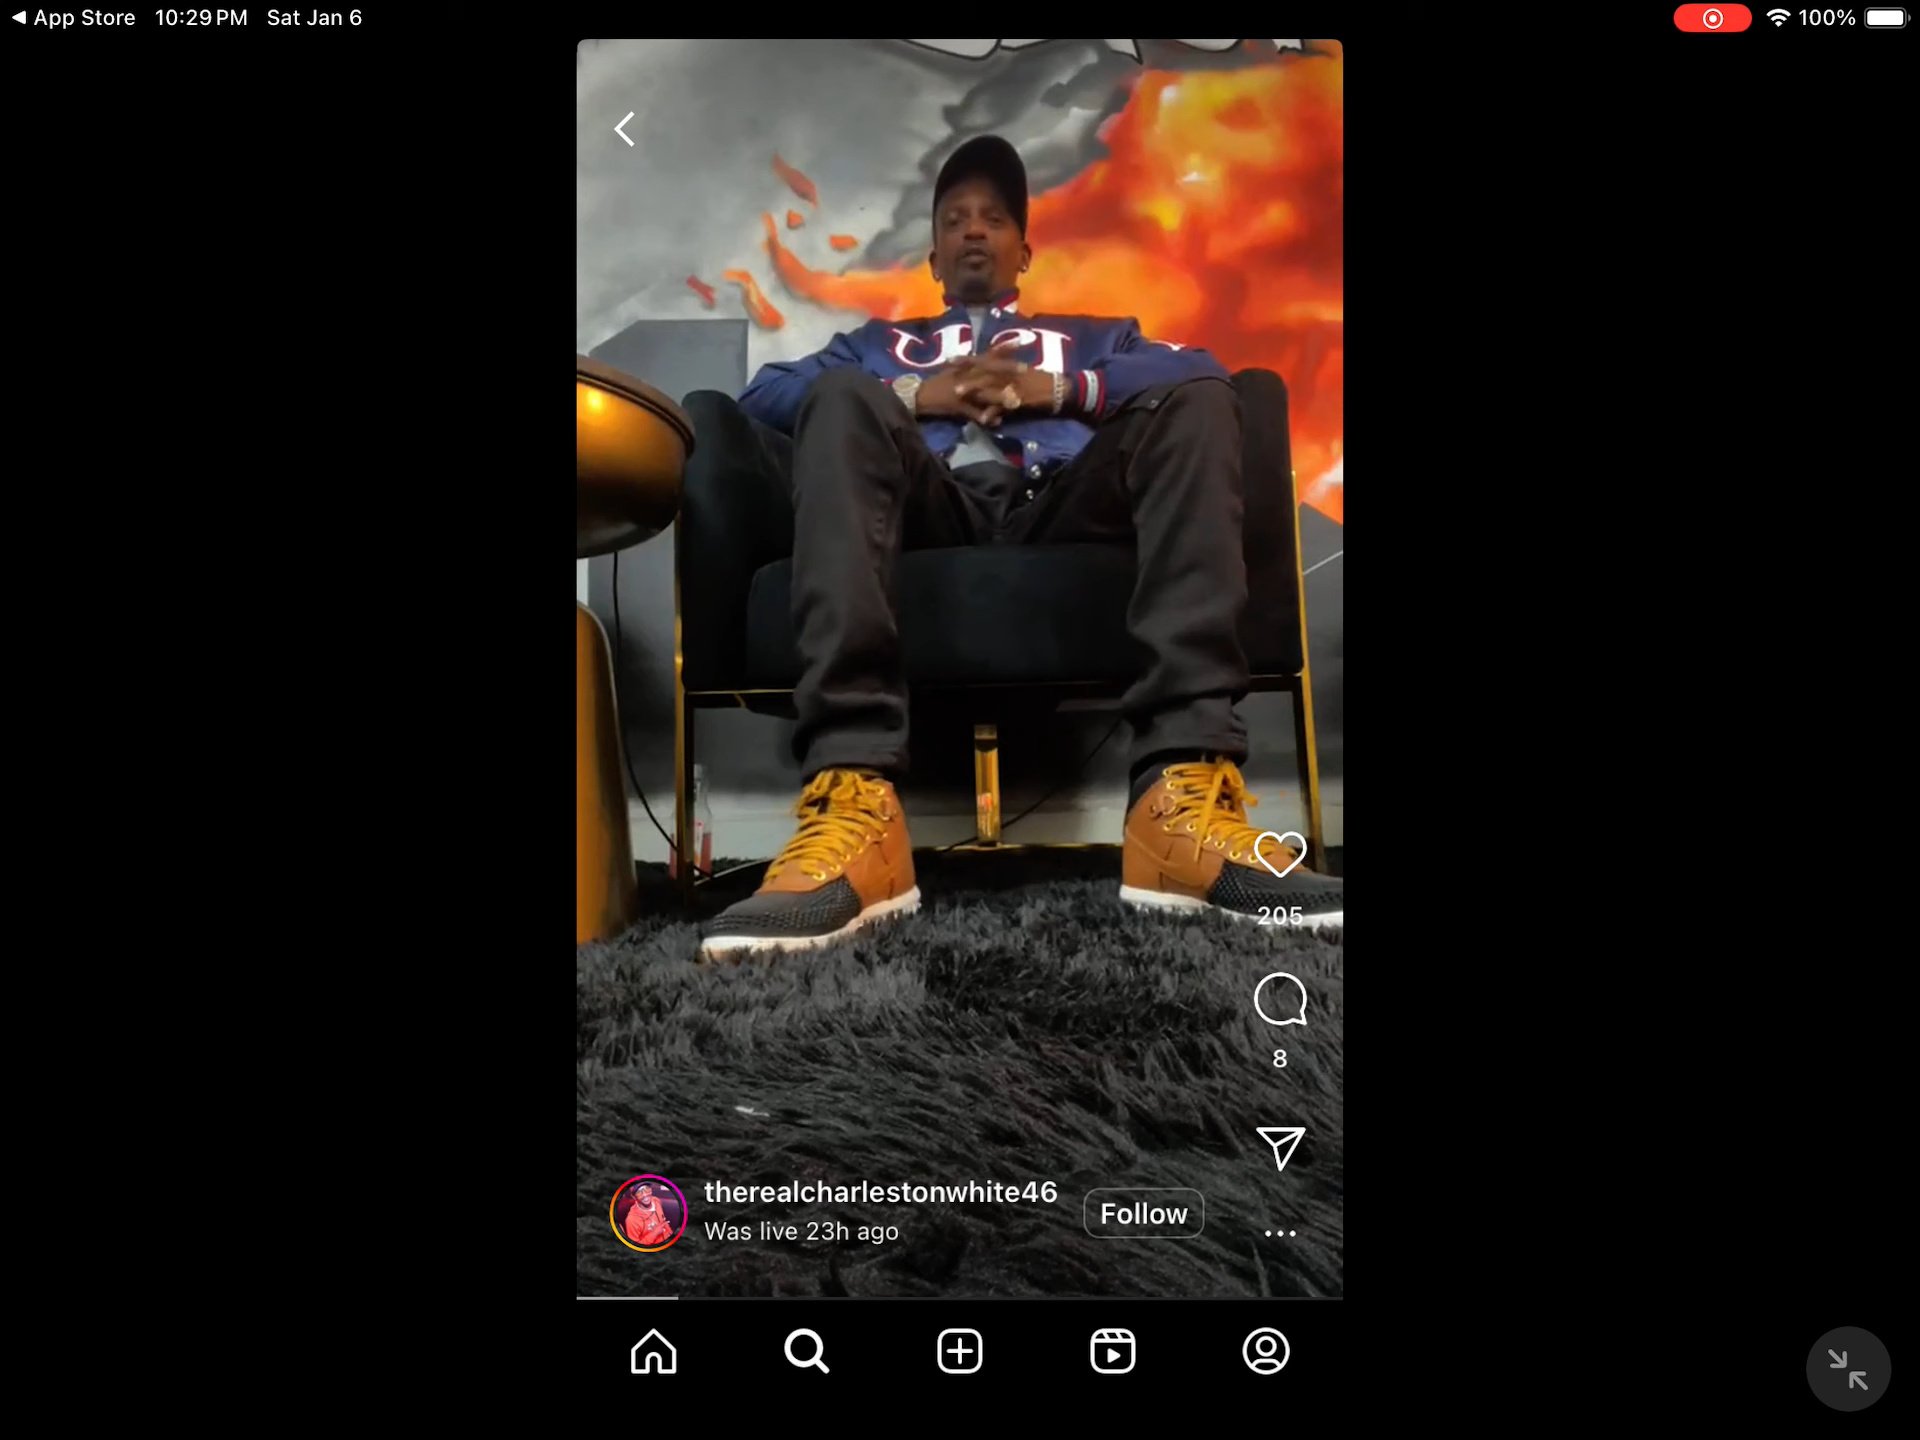 App Store 10:29 PM Sat Jan 6 100%
205
8
therealcharlestonwhite46
Was live 23h ago
Follow